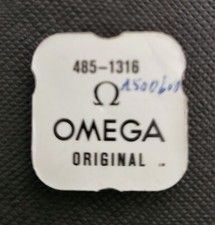 485-1316
Ω
OMEGA
ORIGINAL